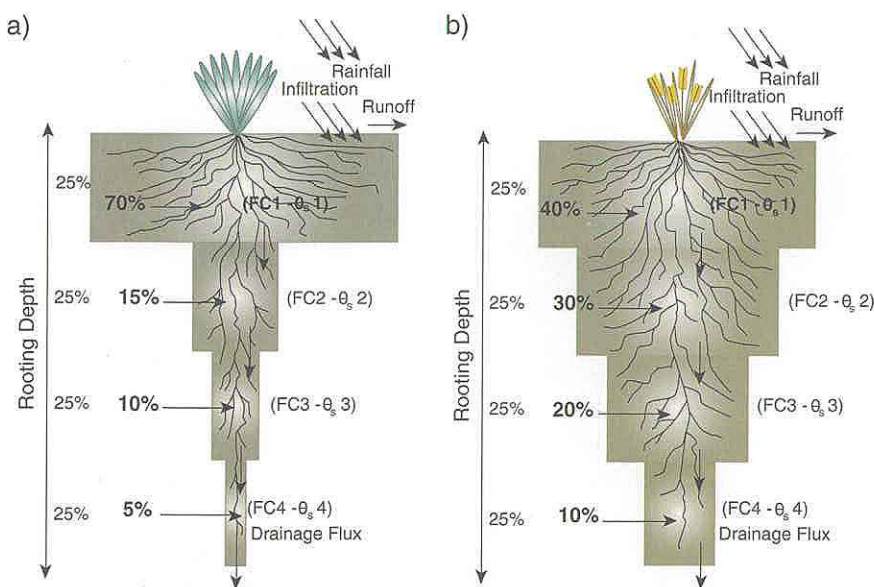 a)
Rainfall
Infiltration
Runoff
Rooting Depth
25%
70%
(FC1 - θs 1)
25%
15%
(FC2 - θs 2)
25%
10%
(FC3 - θs 3)
25%
5%
(FC4 - θs 4)
Drainage Flux
b)
Rainfall
Infiltration
Runoff
Rooting Depth
25%
40%
(FC1 - θs 1)
25%
30%
(FC2 - θs 2)
25%
20%
(FC3 - θs 3)
25%
10%
(FC4 - θs 4)
Drainage Flux